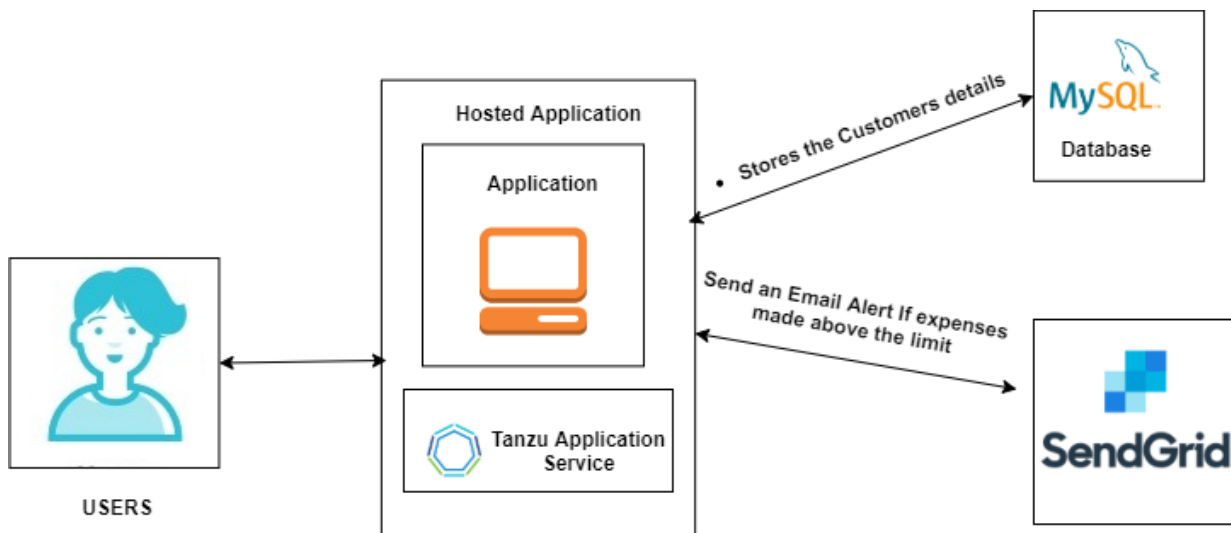 Hosted Application
Application
Tanzu Application
Service
USERS
• Stores the Customers details
MySQL
Database
Send an Email Alert If expenses
made above the limit
SendGrid